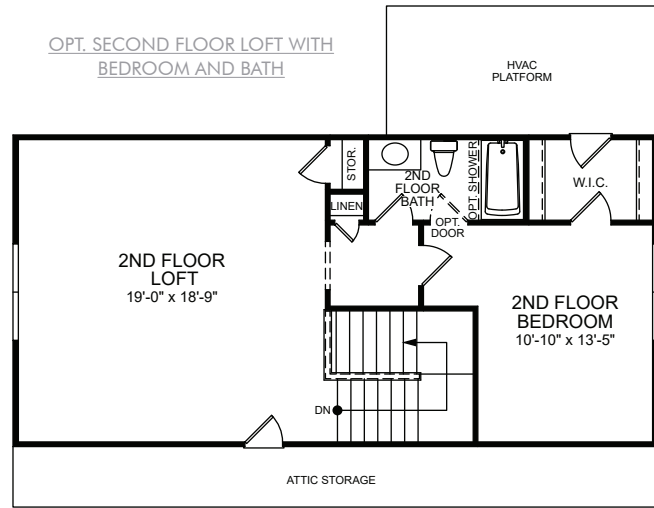 OPT. SECOND FLOOR LOFT WITH
BEDROOM AND BATH
HVAC
PLATFORM
STOR.
LINEN
2ND
FLOOR
BATH
OPT. SHOWER
OPT.
DOOR
W.I.C.
2ND FLOOR
LOFT
19'-0" x 18'-9"
2ND FLOOR
BEDROOM
10'-10" x 13'-5"
DN
ATTIC STORAGE